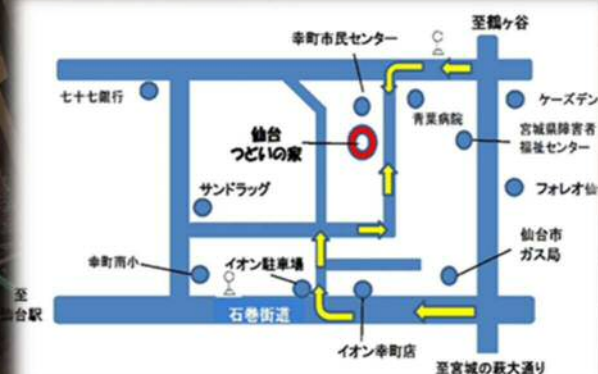 至鶴ヶ谷
幸町市民センター
七十七銀行
青葉病院
ケーズデン
宮城県障害者
福祉センター
仙台
つどいの家
サンドラッグ
フォレオ仙
仙台市
ガス局
幸町南小
イオン駐車場
至
仙台駅
石巻街道
イオン幸町店
至宮城の萩大通り